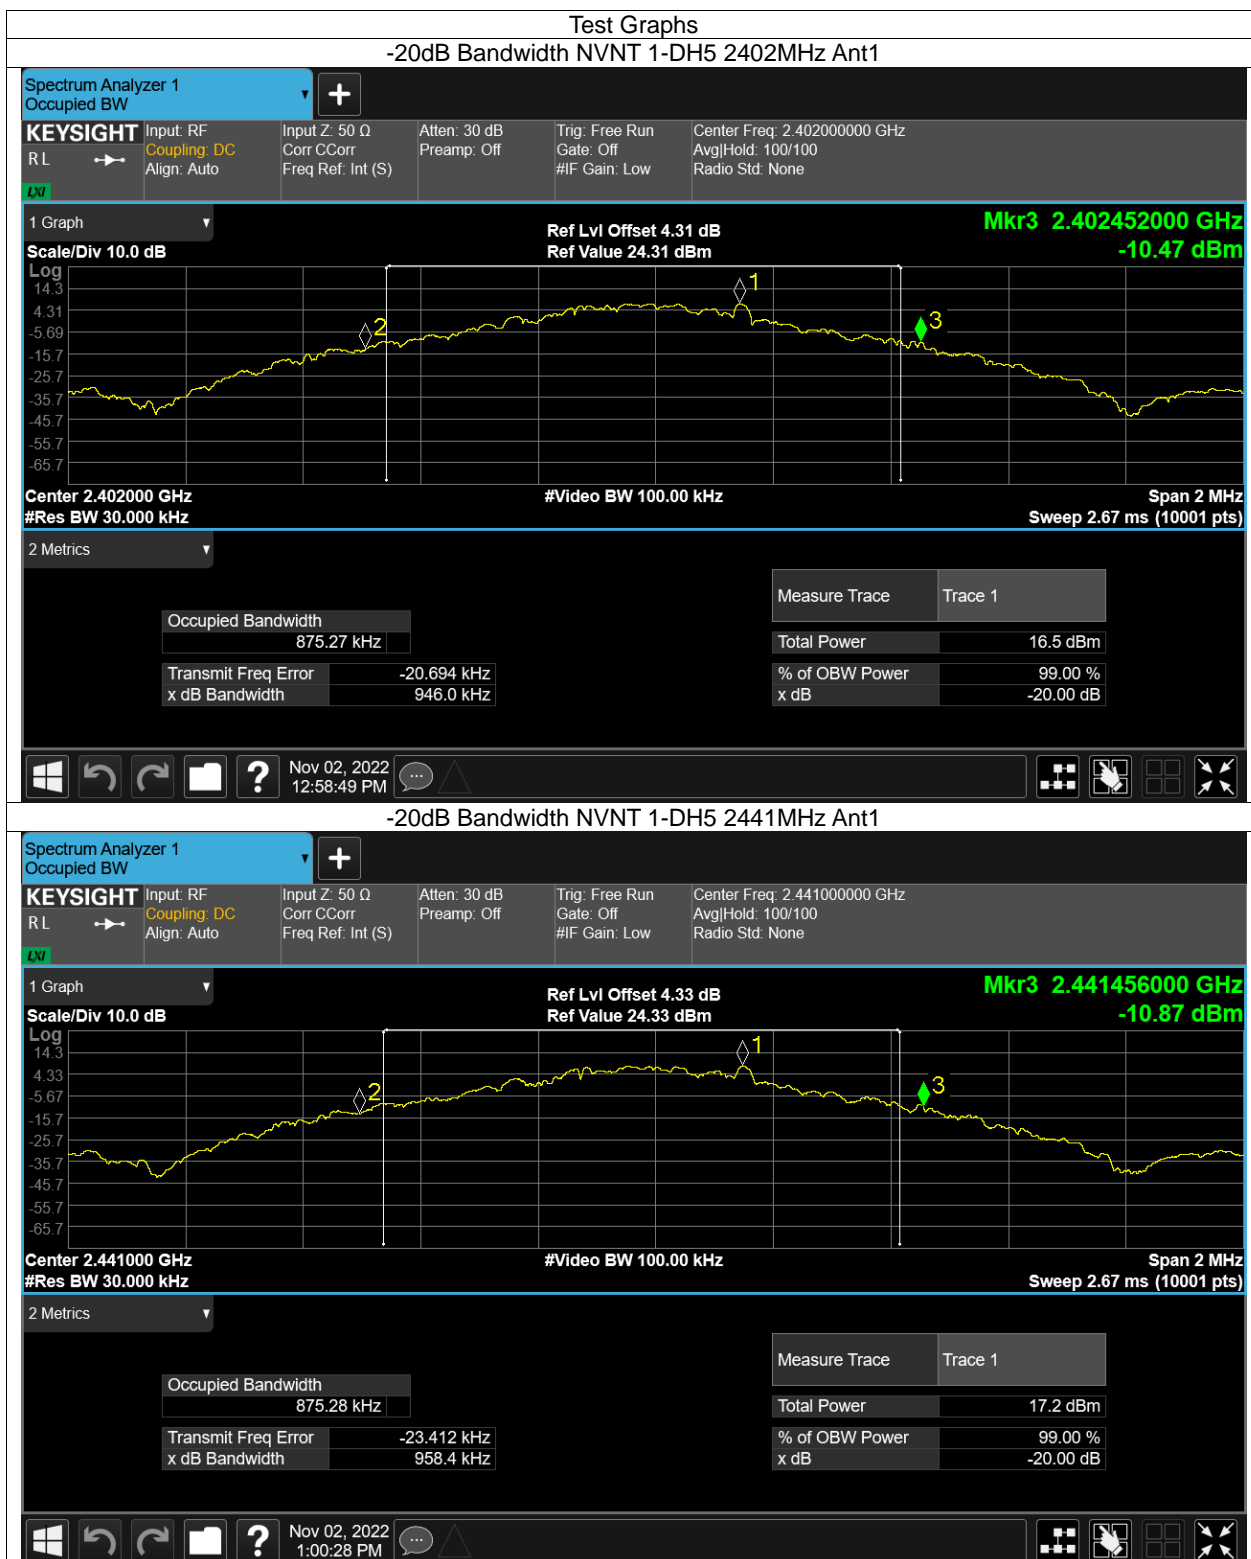 Test Graphs
-20dB Bandwidth NVNT 1-DH5 2402MHz Ant1
Spectrum Analyzer 1
Occupied BW
KEYSIGHT Input: RF Input Z: 50 Ω Atten: 30 dB Trig: Free Run Center Freq: 2.402000000 GHz
R L Coupling: DC Corr CCorr Preamp: Off Gate: Off Avg|Hold: 100/100
Align: Auto Freq Ref: Int (S) #IF Gain: Low Radio Std: None
LXI
1 Graph Ref Lvl Offset 4.31 dB Mkr3 2.402452000 GHz
Scale/Div 10.0 dB Ref Value 24.31 dBm -10.47 dBm
Log
14.3
4.31
-5.69
-15.7
-25.7
-35.7
-45.7
-55.7
-65.7
1
2
3
Center 2.402000 GHz #Video BW 100.00 kHz Span 2 MHz
#Res BW 30.000 kHz Sweep 2.67 ms (10001 pts)
2 Metrics
Measure Trace Trace 1
Occupied Bandwidth
875.27 kHz Total Power 16.5 dBm
Transmit Freq Error -20.694 kHz % of OBW Power 99.00 %
x dB Bandwidth 946.0 kHz x dB -20.00 dB
Nov 02, 2022
12:58:49 PM
-20dB Bandwidth NVNT 1-DH5 2441MHz Ant1
Spectrum Analyzer 1
Occupied BW
KEYSIGHT Input: RF Input Z: 50 Ω Atten: 30 dB Trig: Free Run Center Freq: 2.441000000 GHz
R L Coupling: DC Corr CCorr Preamp: Off Gate: Off Avg|Hold: 100/100
Align: Auto Freq Ref: Int (S) #IF Gain: Low Radio Std: None
LXI
1 Graph Ref Lvl Offset 4.33 dB Mkr3 2.441456000 GHz
Scale/Div 10.0 dB Ref Value 24.33 dBm -10.87 dBm
Log
14.3
4.33
-5.67
-15.7
-25.7
-35.7
-45.7
-55.7
-65.7
1
2
3
Center 2.441000 GHz #Video BW 100.00 kHz Span 2 MHz
#Res BW 30.000 kHz Sweep 2.67 ms (10001 pts)
2 Metrics
Measure Trace Trace 1
Occupied Bandwidth
875.28 kHz Total Power 17.2 dBm
Transmit Freq Error -23.412 kHz % of OBW Power 99.00 %
x dB Bandwidth 958.4 kHz x dB -20.00 dB
Nov 02, 2022
1:00:28 PM